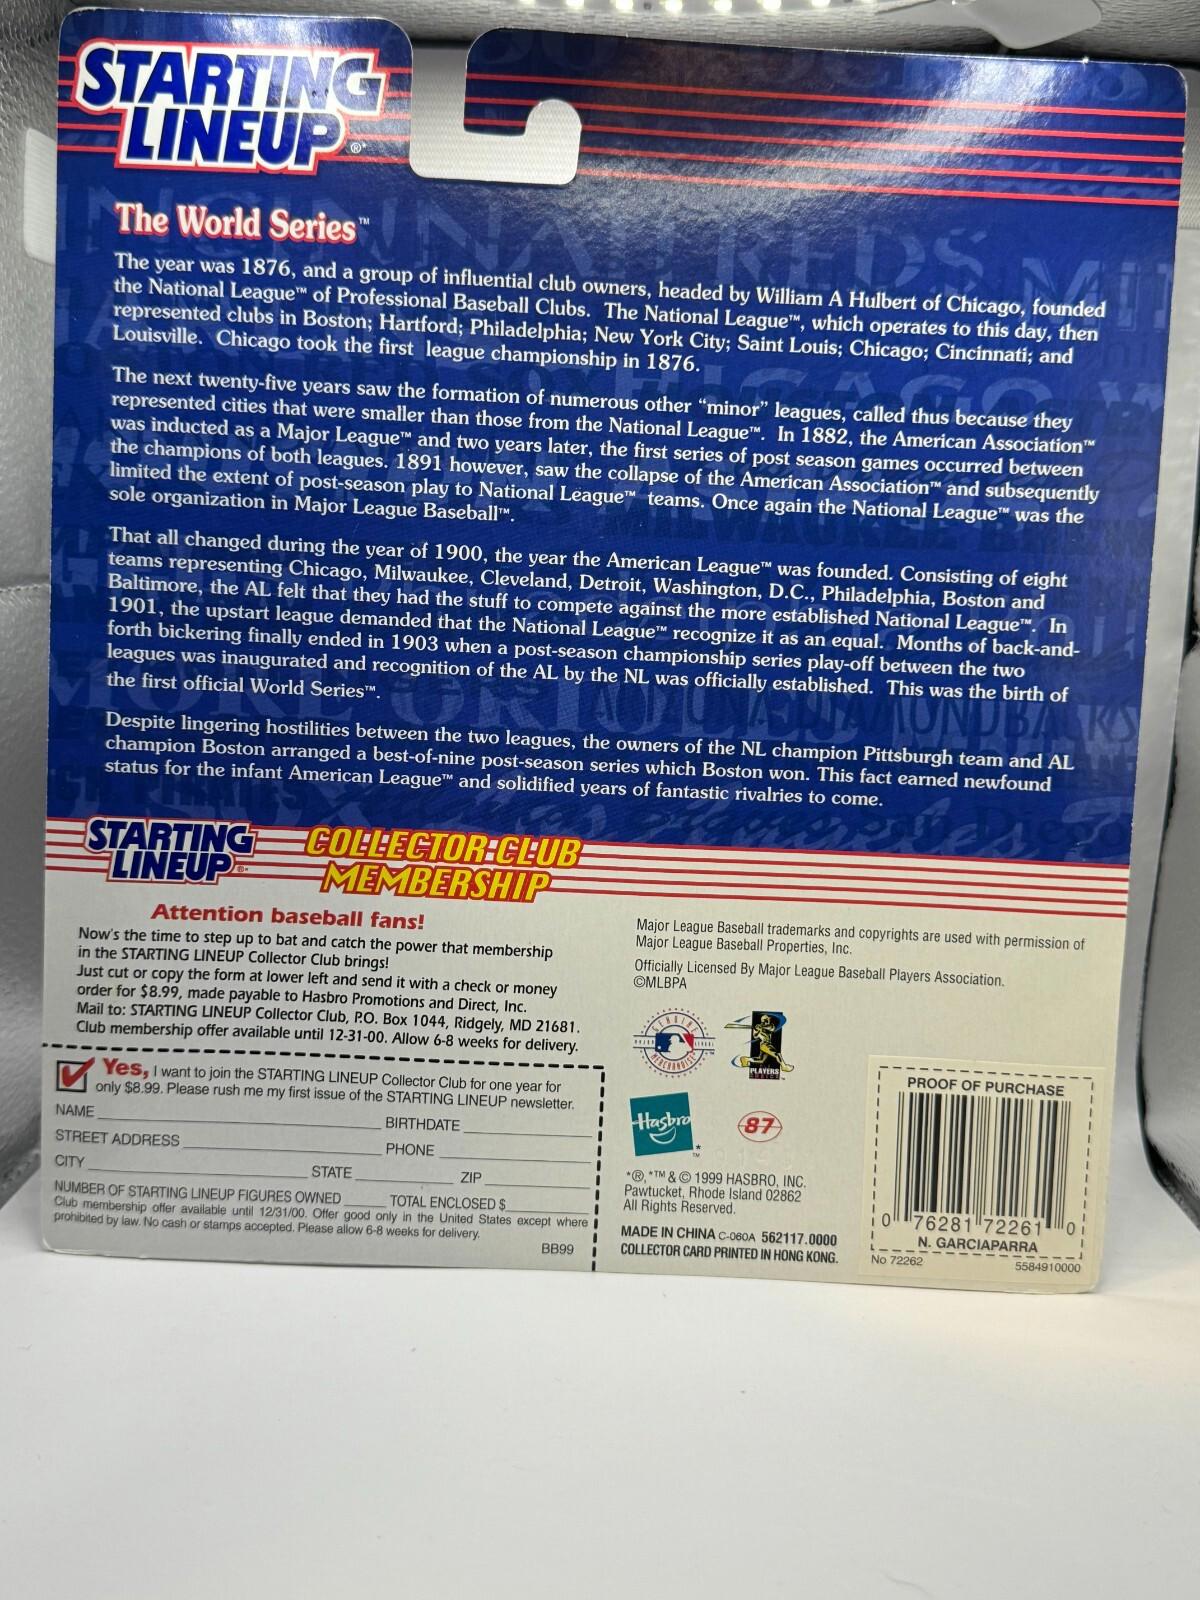 STARTING
LINEUP®*
The World Series™
The year was 1876, and a group of influential club owners, headed by William A Hulbert of Chicago, founded
the National League™ of Professional Baseball Clubs.  The National League™, which operates to this day, then
represented clubs in Boston; Hartford; Philadelphia; New York City; Saint Louis; Chicago; Cincinnati; and
Louisville.  Chicago took the first  league championship in 1876.
The next twenty-five years saw the formation of numerous other “minor” leagues, called thus because they
represented cities that were smaller than those from the National League™.  In 1882, the American Association™
was inducted as a Major League™ and two years later, the first series of post season games occurred between
the champions of both leagues. 1891 however, saw the collapse of the American Association™ and subsequently
limited the extent of post-season play to National League™ teams. Once again the National League™ was the
sole organization in Major League Baseball™.
That all changed during the year of 1900, the year the American League™ was founded. Consisting of eight
teams representing Chicago, Milwaukee, Cleveland, Detroit, Washington, D.C., Philadelphia, Boston and
Baltimore, the AL felt that they had the stuff to compete against the more established National League™.  In
1901, the upstart league demanded that the National League™ recognize it as an equal.  Months of back-and-
forth bickering finally ended in 1903 when a post-season championship series play-off between the two
leagues was inaugurated and recognition of the AL by the NL was officially established.  This was the birth of
the first official World Series™.
Despite lingering hostilities between the two leagues, the owners of the NL champion Pittsburgh team and AL
champion Boston arranged a best-of-nine post-season series which Boston won. This fact earned newfound
status for the infant American League™ and solidified years of fantastic rivalries to come.
STARTING
LINEUP®*
COLLECTOR CLUB
MEMBERSHIP
Attention baseball fans!
Now's the time to step up to bat and catch the power that membership
in the STARTING LINEUP Collector Club brings!
Just cut or copy the form at lower left and send it with a check or money
order for $8.99, made payable to Hasbro Promotions and Direct, Inc.
Mail to: STARTING LINEUP Collector Club, P.O. Box 1044, Ridgely, MD 21681.
Club membership offer available until 12-31-00. Allow 6-8 weeks for delivery.
Yes, I want to join the STARTING LINEUP Collector Club for one year for
only $8.99. Please rush me my first issue of the STARTING LINEUP newsletter.
NAME BIRTHDATE
STREET ADDRESS PHONE
CITY STATE ZIP
NUMBER OF STARTING LINEUP FIGURES OWNED TOTAL ENCLOSED $
Club membership offer available until 12/31/00. Offer good only in the United States except where
prohibited by law. No cash or stamps accepted. Please allow 6-8 weeks for delivery.
BB99
Major League Baseball trademarks and copyrights are used with permission of
Major League Baseball Properties, Inc.
Officially Licensed By Major League Baseball Players Association.
©MLBPA
GENUINE
MAJOR LEAGUE
MERCHANDISE
PLAYERS
CHOICE™
Hasbro
*™
87
*®,*™ & © 1999 HASBRO, INC.
Pawtucket, Rhode Island 02862
All Rights Reserved.
MADE IN CHINA C-060A 562117.0000
COLLECTOR CARD PRINTED IN HONG KONG.
PROOF OF PURCHASE
0 76281 72261 0
N. GARCIAPARRA
No 72262
5584910000